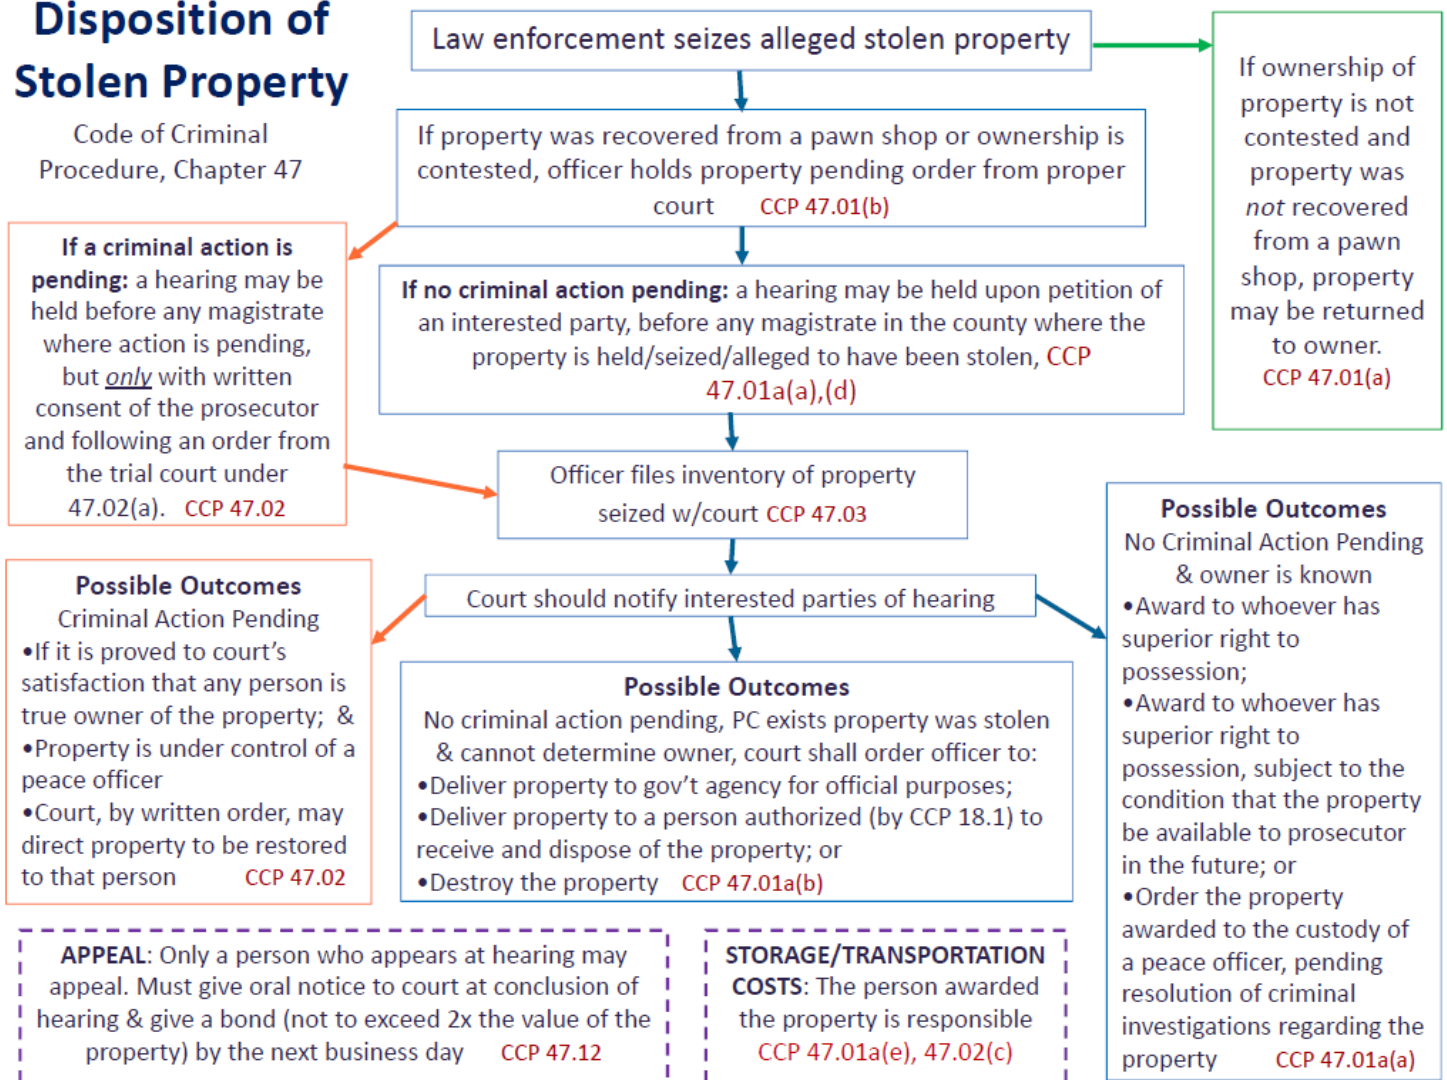 Disposition of
Stolen Property
Code of Criminal
Procedure, Chapter 47
Law enforcement seizes alleged stolen property
If ownership of
property is not
contested and
property was
not recovered
from a pawn
shop, property
may be returned
to owner.
CCP 47.01(a)
If property was recovered from a pawn shop or ownership is
contested, officer holds property pending order from proper
court CCP 47.01(b)
If a criminal action is
pending: a hearing may be
held before any magistrate
where action is pending,
but only with written
consent of the prosecutor
and following an order from
the trial court under
47.02(a). CCP 47.02
If no criminal action pending: a hearing may be held upon petition of
an interested party, before any magistrate in the county where the
property is held/seized/alleged to have been stolen, CCP
47.01a(a),(d)
Officer files inventory of property
seized w/court CCP 47.03
Court should notify interested parties of hearing
Possible Outcomes
Criminal Action Pending
•If it is proved to court's
satisfaction that any person is
true owner of the property; &
•Property is under control of a
peace officer
•Court, by written order, may
direct property to be restored
to that person CCP 47.02
Possible Outcomes
No criminal action pending, PC exists property was stolen
& cannot determine owner, court shall order officer to:
•Deliver property to gov't agency for official purposes;
•Deliver property to a person authorized (by CCP 18.1) to
receive and dispose of the property; or
•Destroy the property CCP 47.01a(b)
Possible Outcomes
No Criminal Action Pending
& owner is known
•Award to whoever has
superior right to
possession;
•Award to whoever has
superior right to
possession, subject to the
condition that the property
be available to prosecutor
in the future; or
•Order the property
awarded to the custody of
a peace officer, pending
resolution of criminal
investigations regarding the
property CCP 47.01a(a)
APPEAL: Only a person who appears at hearing may
appeal. Must give oral notice to court at conclusion of
hearing & give a bond (not to exceed 2x the value of the
property) by the next business day CCP 47.12
STORAGE/TRANSPORTATION
COSTS: The person awarded
the property is responsible
CCP 47.01a(e), 47.02(c)